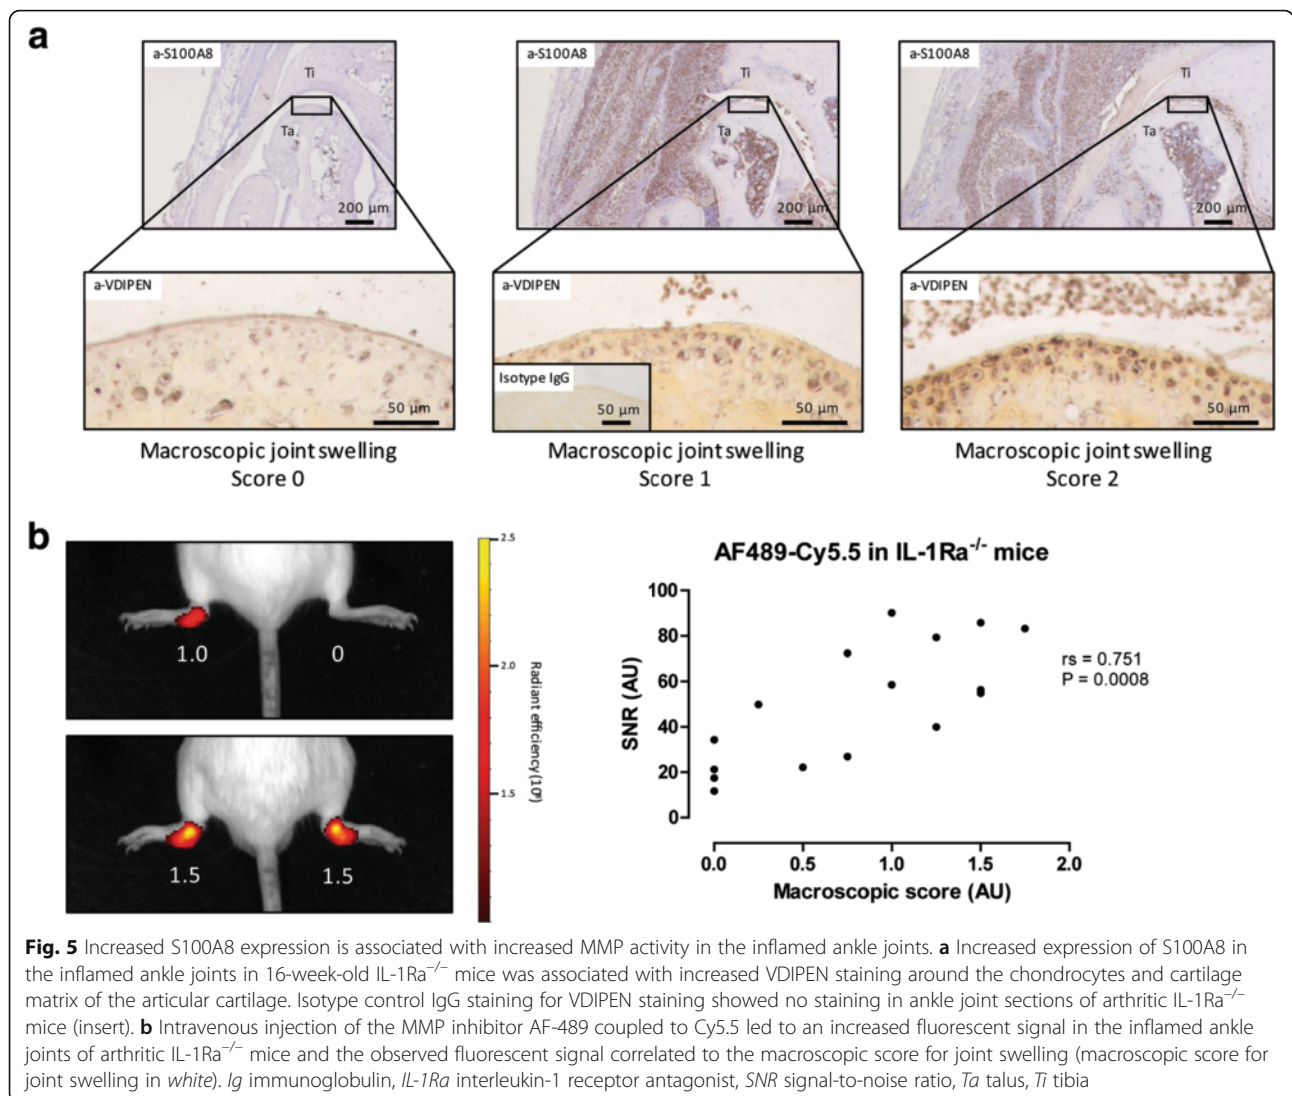 a
a-S100A8
Ti
Ta
200 μm
a-S100A8
Ti
Ta
200 μm
a-S100A8
Ti
Ta
200 μm
a-VDIPEN
50 μm
a-VDIPEN
Isotype IgG
50 μm
50 μm
a-VDIPEN
50 μm
Macroscopic joint swelling
Score 0
Macroscopic joint swelling
Score 1
Macroscopic joint swelling
Score 2
b
1.0
0
1.5
1.5
2.5
2.0
1.5
Radiant efficiency (10⁸)
AF489-Cy5.5 in IL-1Ra⁻/⁻ mice
SNR (AU)
100
80
60
40
20
0
0.0 0.5 1.0 1.5 2.0
Macroscopic score (AU)
rs = 0.751
P = 0.0008
Fig. 5 Increased S100A8 expression is associated with increased MMP activity in the inflamed ankle joints. a Increased expression of S100A8 in
the inflamed ankle joints in 16-week-old IL-1Ra⁻/⁻ mice was associated with increased VDIPEN staining around the chondrocytes and cartilage
matrix of the articular cartilage. Isotype control IgG staining for VDIPEN staining showed no staining in ankle joint sections of arthritic IL-1Ra⁻/⁻
mice (insert). b Intravenous injection of the MMP inhibitor AF-489 coupled to Cy5.5 led to an increased fluorescent signal in the inflamed ankle
joints of arthritic IL-1Ra⁻/⁻ mice and the observed fluorescent signal correlated to the macroscopic score for joint swelling (macroscopic score for
joint swelling in white). Ig immunoglobulin, IL-1Ra interleukin-1 receptor antagonist, SNR signal-to-noise ratio, Ta talus, Ti tibia